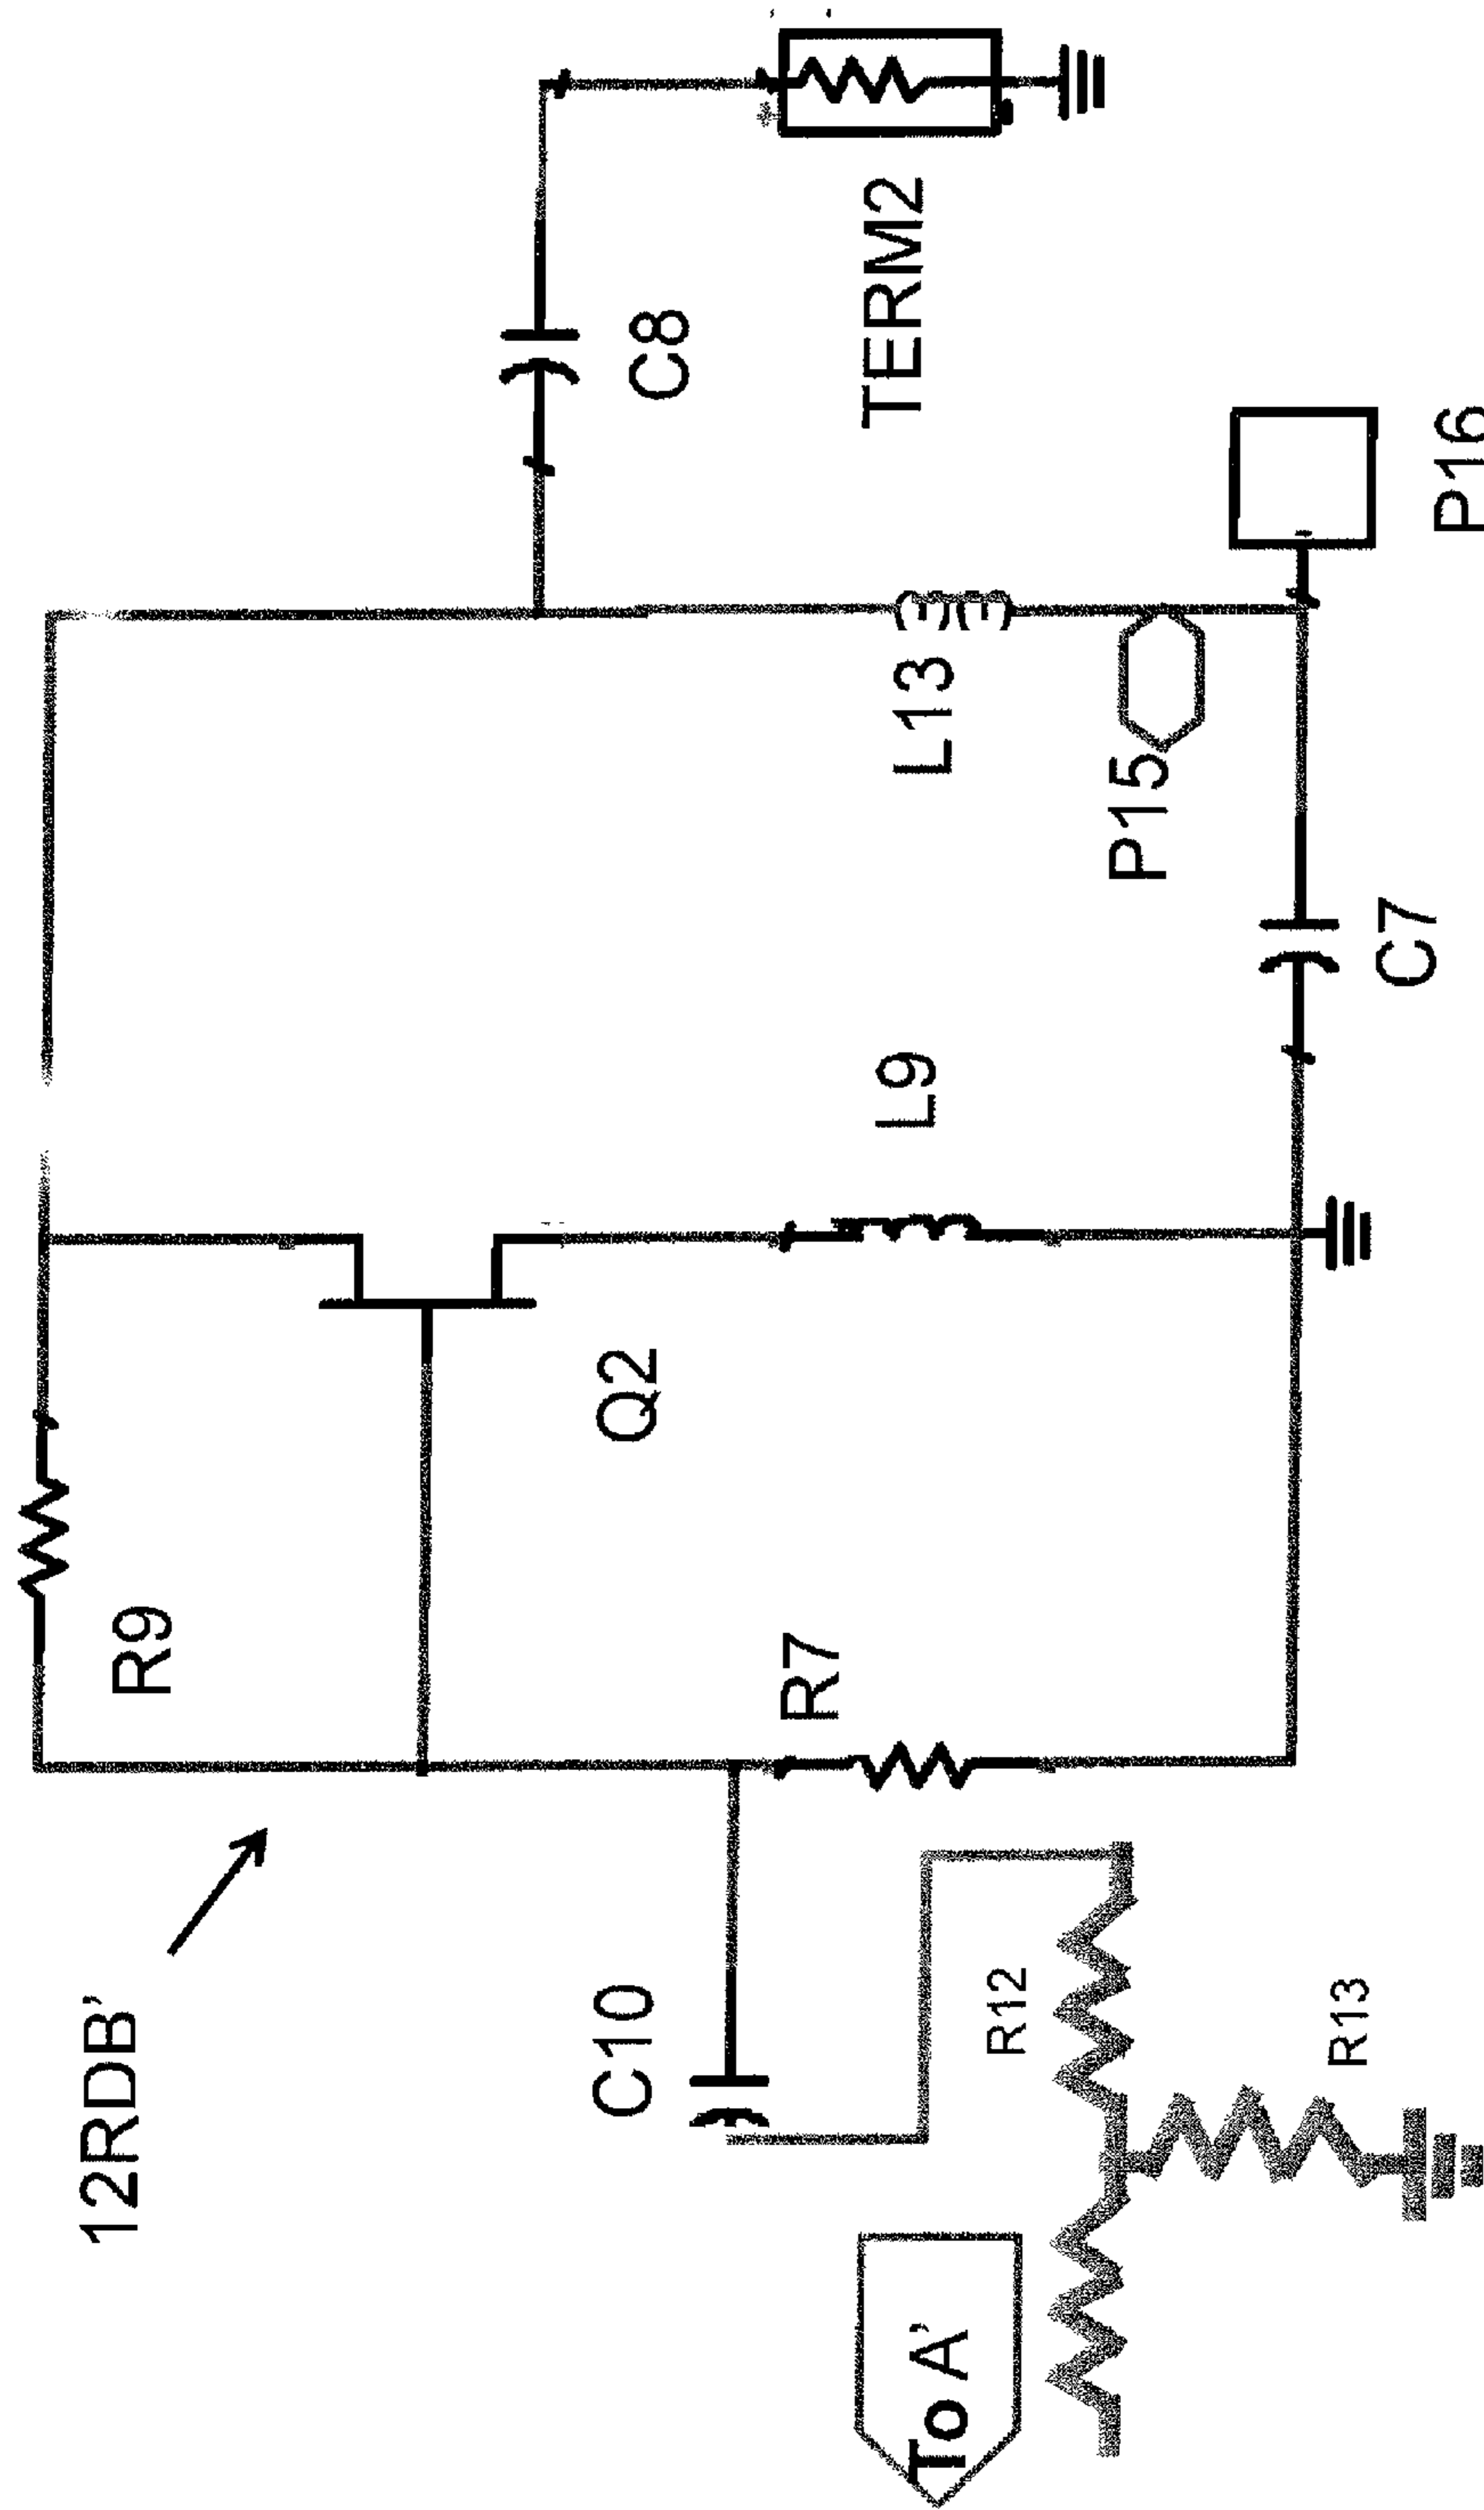 12RDB'
R9
Q2
C10
R7
L9
C8
TERM2
L13
P15
C7
P16
R12
R13
To A'